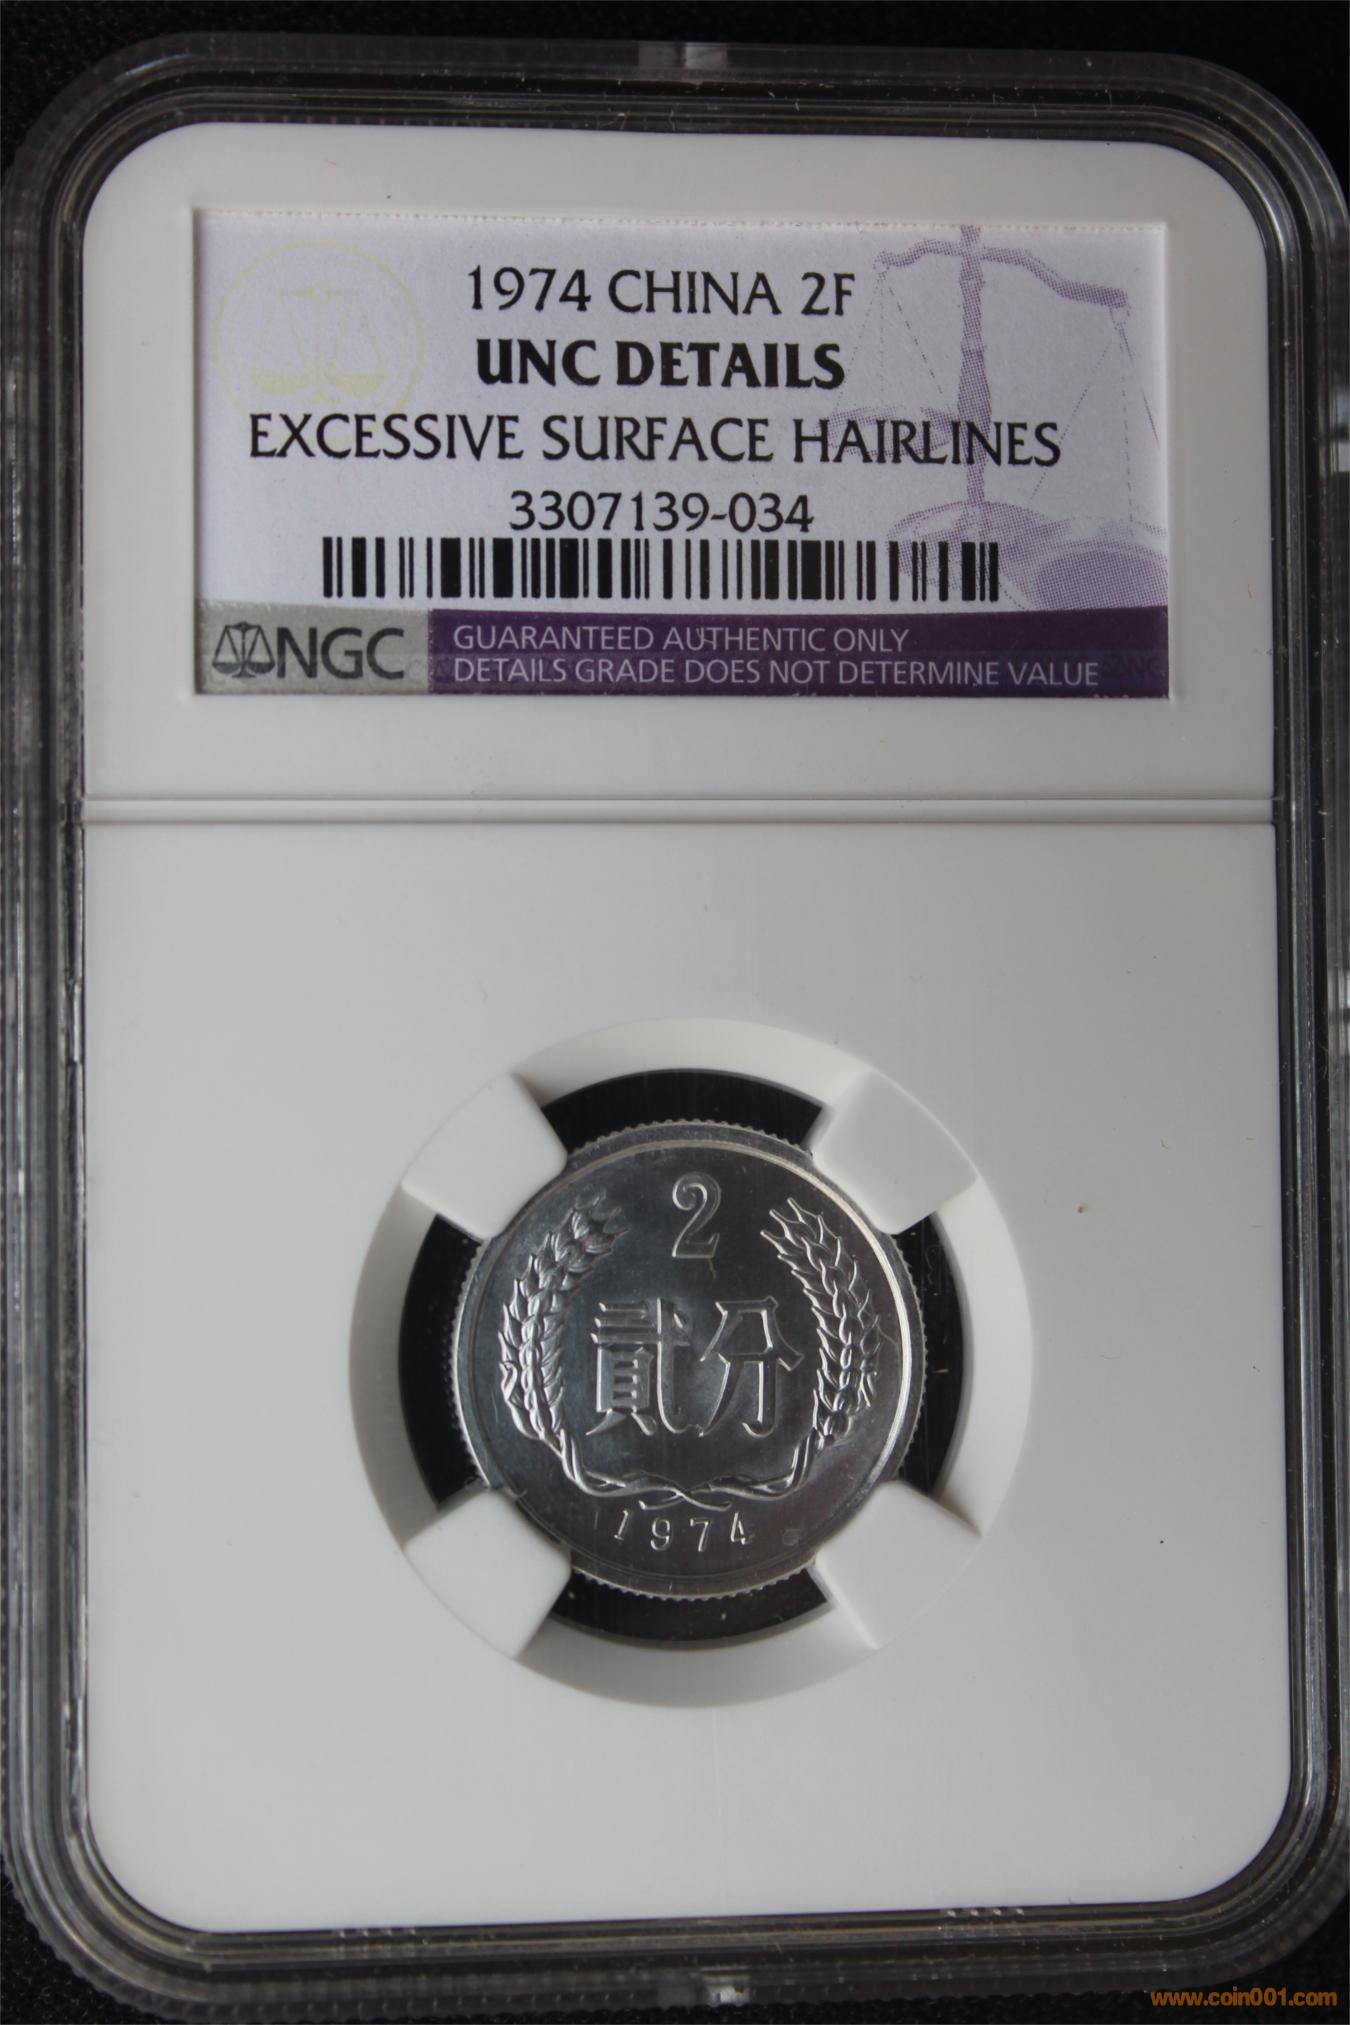 1974 CHINA 2F
UNC DETAILS
EXCESSIVE SURFACE HAIRLINES
3307139-034
NGC
GUARANTEED AUTHENTIC ONLY
DETAILS GRADE DOES NOT DETERMINE VALUE
2
貳分
1974
www.coin001.com